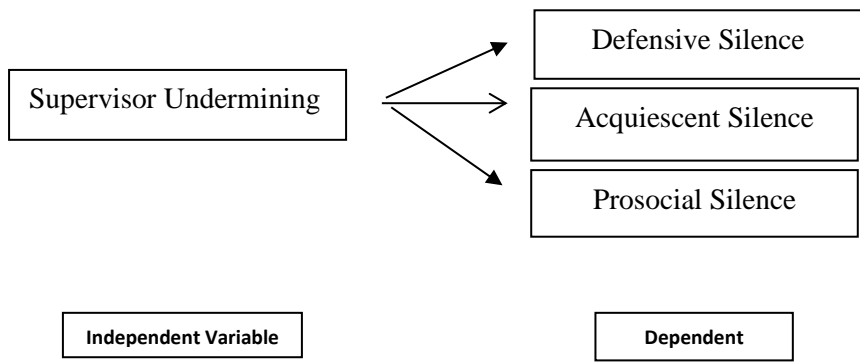 Defensive Silence
Supervisor Undermining
Acquiescent Silence
Prosocial Silence
Independent Variable
Dependent